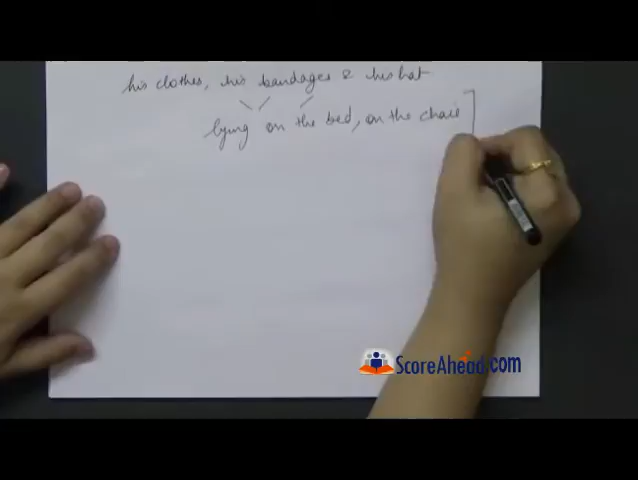 his clothes, his bandages & his hat
lying on the bed, on the chair
ScoreAhead.com